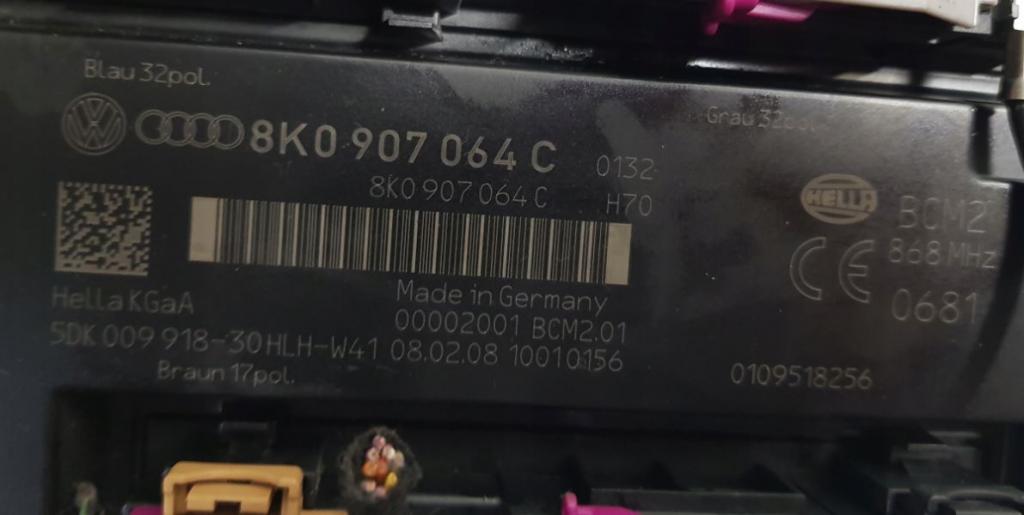 Blau 32pol.
Grau 32pol.
8K0 907 064 C 0132
8K0 907 064 C H70
HELLA BCM2
868 MHz
CE 0681
Made in Germany
Hella KGaA 00002001 BCM2.01
5DK 009 918-30 HLH-W41 08.02.08 10010156
Braun 17pol.
0109518256